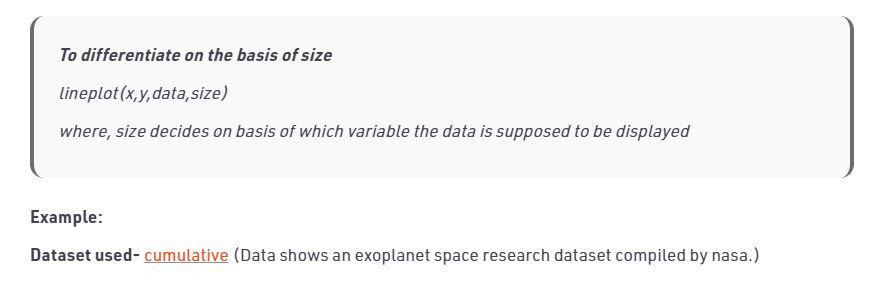 To differentiate on the basis of size
lineplot(x,y,data,size)
where, size decides on basis of which variable the data is supposed to be displayed
Example:
Dataset used- cumulative (Data shows an exoplanet space research dataset compiled by nasa.)